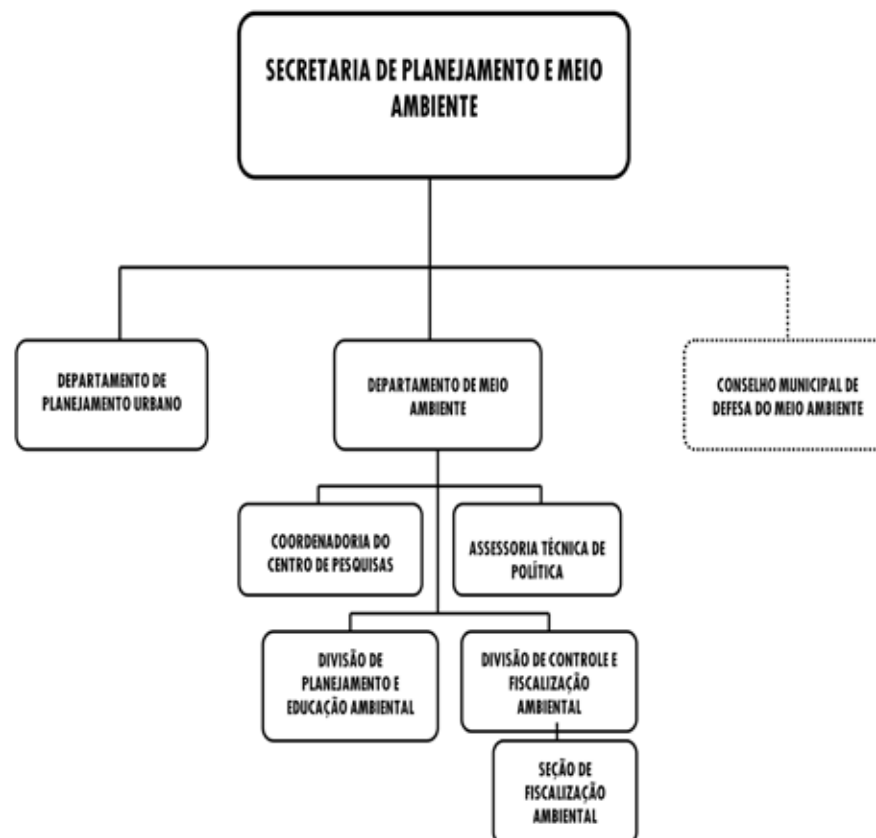 SECRETARIA DE PLANEJAMENTO E MEIO
AMBIENTE
DEPARTAMENTO DE
PLANEJAMENTO URBANO
DEPARTAMENTO DE MEIO
AMBIENTE
CONSELHO MUNICIPAL DE
DEFESA DO MEIO AMBIENTE
COORDENADORIA DO
CENTRO DE PESQUISAS
ASSESSORIA TÉCNICA DE
POLÍTICA
DIVISÃO DE
PLANEJAMENTO E
EDUCAÇÃO AMBIENTAL
DIVISÃO DE CONTROLE E
FISCALIZAÇÃO
AMBIENTAL
SEÇÃO DE
FISCALIZAÇÃO
AMBIENTAL